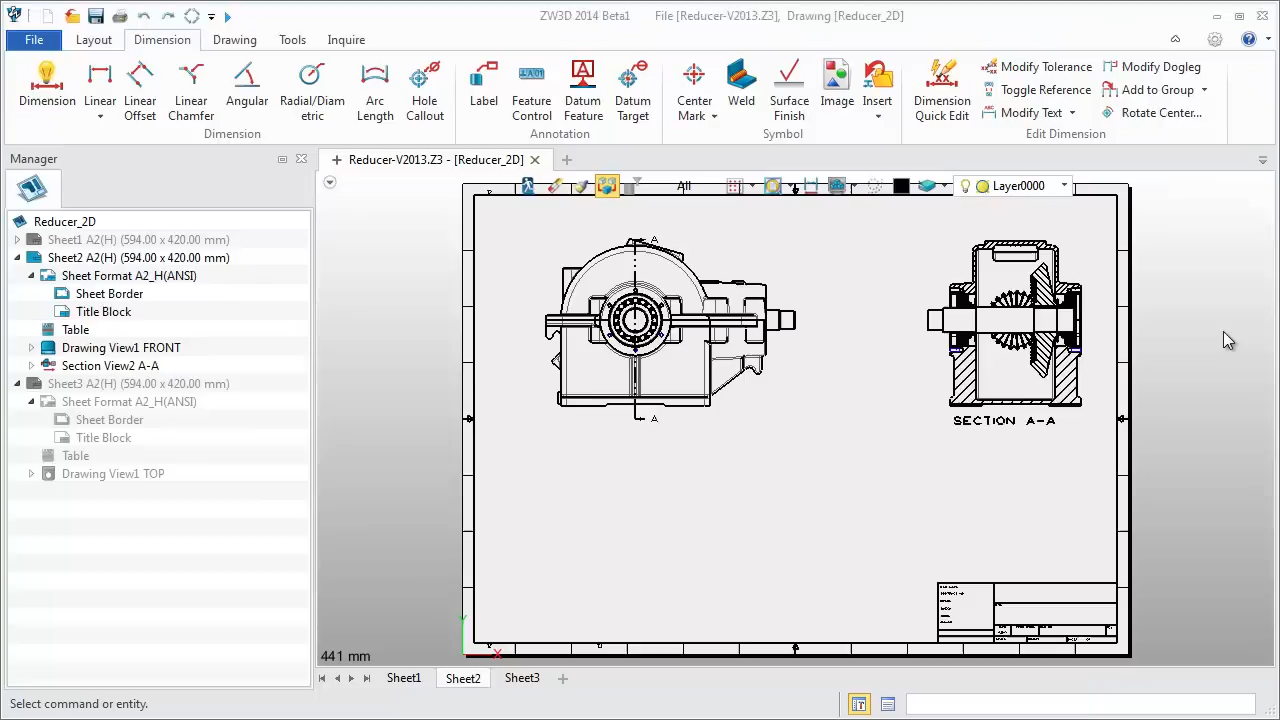 ZW3D 2014 Beta1 File [Reducer-V2013.Z3], Drawing [Reducer_2D]
File Layout Dimension Drawing Tools Inquire
Dimension
Linear
Linear Offset
Linear Chamfer
Angular
Radial/Diam etric
Arc Length
Hole Callout
Dimension
Label
Feature Control
Datum Feature
Datum Target
Annotation
Center Mark
Weld
Surface Finish
Image
Insert
Symbol
Dimension Quick Edit
Modify Tolerance
Toggle Reference
Modify Text
Modify Dogleg
Add to Group
Rotate Center...
Edit Dimension
Manager
Reducer-V2013.Z3 - [Reducer_2D]
All
Layer0000
Reducer_2D
Sheet1 A2(H) (594.00 x 420.00 mm)
Sheet2 A2(H) (594.00 x 420.00 mm)
Sheet Format A2_H(ANSI)
Sheet Border
Title Block
Table
Drawing View1 FRONT
Section View2 A-A
Sheet3 A2(H) (594.00 x 420.00 mm)
Sheet Format A2_H(ANSI)
Sheet Border
Title Block
Table
Drawing View1 TOP
A
A
SECTION A-A
Y
X
441 mm
Sheet1 Sheet2 Sheet3
Select command or entity.